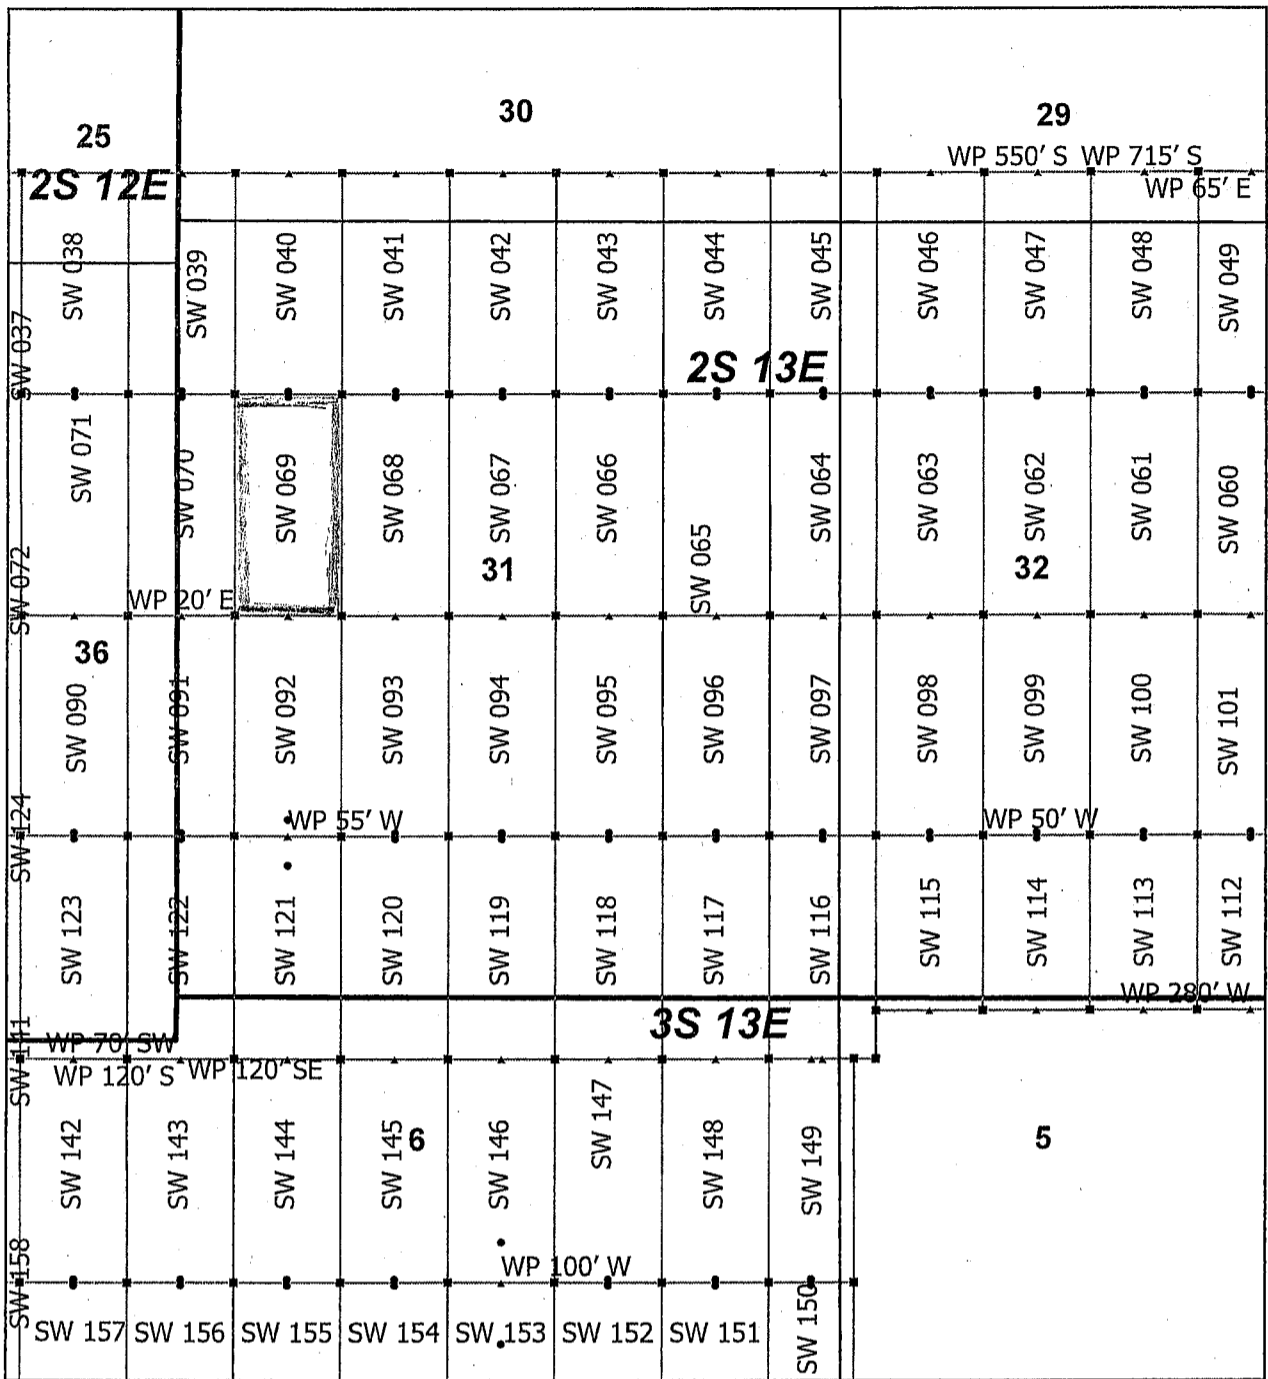 30
29
25
WP 550' S WP 715' S
2S 12E
WP 65' E
SW 037
SW 038
SW 039
SW 040
SW 041
SW 042
SW 043
SW 044
SW 045
SW 046
SW 047
SW 048
SW 049
2S 13E
SW 072
SW 071
SW 070
SW 069
SW 068
SW 067
SW 066
SW 065
SW 064
SW 063
SW 062
SW 061
SW 060
31
32
WP 20' E
36
SW 124
SW 090
SW 091
SW 092
SW 093
SW 094
SW 095
SW 096
SW 097
SW 098
SW 099
SW 100
SW 101
WP 55' W
WP 50' W
SW 123
SW 122
SW 121
SW 120
SW 119
SW 118
SW 117
SW 116
SW 115
SW 114
SW 113
SW 112
WP 280' W
3S 13E
SW 141
WP 70' SW
WP 120' S
WP 120' SE
SW 142
SW 143
SW 144
SW 145
6
SW 146
SW 147
SW 148
SW 149
5
SW 158
WP 100' W
SW 157
SW 156
SW 155
SW 154
SW 153
SW 152
SW 151
SW 150